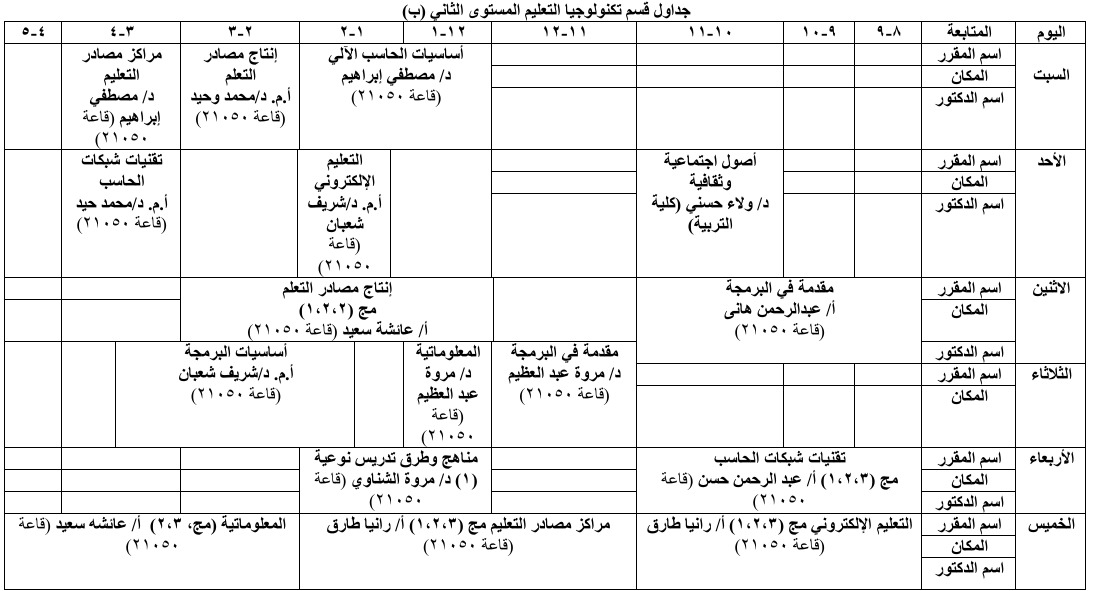 جداول قسم تكنولوجيا التعليم المستوى الثاني (ب)
اليوم المتابعة ٨-٩ ٩-١٠ ١٠-١١ ١١-١٢ ١٢-١ ١-٢ ٢-٣ ٣-٤ ٤-٥
السبت
اسم المقرر
المكان
اسم الدكتور
أساسيات الحاسب الآلي
د/ مصطفي إبراهيم
(قاعة ٢١٠٥٠)
إنتاج مصادر
التعلم
أ.م. د/محمد وحيد
(قاعة ٢١٠٥٠)
مراكز مصادر
التعليم
د/ مصطفي
إبراهيم (قاعة
٢١٠٥٠)
الأحد
اسم المقرر
المكان
اسم الدكتور
أصول اجتماعية
وثقافية
د/ ولاء حسني (كلية
التربية)
التعليم
الإلكتروني
أ.م. د/شريف
شعبان
(قاعة
٢١٠٥٠)
تقنيات شبكات
الحاسب
أ.م. د/محمد حيد
(قاعة ٢١٠٥٠)
الاثنين
اسم المقرر
المكان
اسم الدكتور
مقدمة في البرمجة
أ/ عبدالرحمن هانى
(قاعة ٢١٠٥٠)
إنتاج مصادر التعلم
مج (١،٢،٢)
أ/ عائشة سعيد (قاعة ٢١٠٥٠)
الثلاثاء
اسم المقرر
المكان
مقدمة في البرمجة
د/ مروة عبد العظيم
(قاعة ٢١٠٥٠)
المعلوماتية
د/ مروة
عبد العظيم
(قاعة
٢١٠٥٠)
أساسيات البرمجة
أ.م. د/شريف شعبان
(قاعة ٢١٠٥٠)
الأربعاء
اسم المقرر
المكان
اسم الدكتور
تقنيات شبكات الحاسب
مج (١،٢،٣) أ/ عبد الرحمن حسن (قاعة
٢١٠٥٠)
مناهج وطرق تدريس نوعية
(١) د/ مروة الشناوي (قاعة
٢١٠٥٠)
الخميس
اسم المقرر
المكان
اسم الدكتور
التعليم الإلكتروني مج (١،٢،٣) أ/ رانيا طارق
(قاعة ٢١٠٥٠)
مراكز مصادر التعليم مج (١،٢،٣) أ/ رانيا طارق
(قاعة ٢١٠٥٠)
المعلوماتية (مج، ٢،٣) أ/ عائشه سعيد (قاعة
٢١٠٥٠